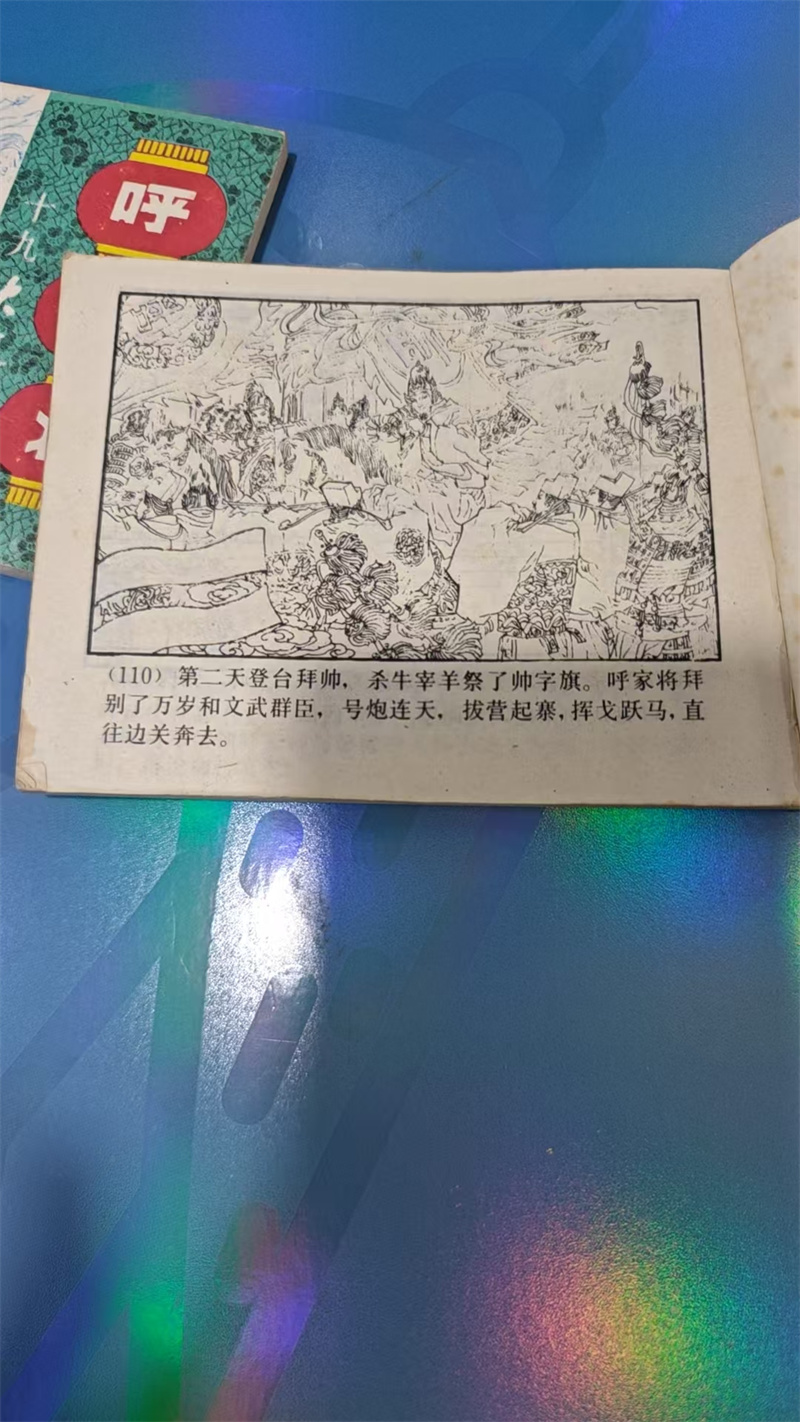 呼
十九
（110）第二天登台拜帅，杀牛宰羊祭了帅字旗。呼家将拜
别了万岁和文武群臣，号炮连天，拔营起寨，挥戈跃马，直
往边关奔去。